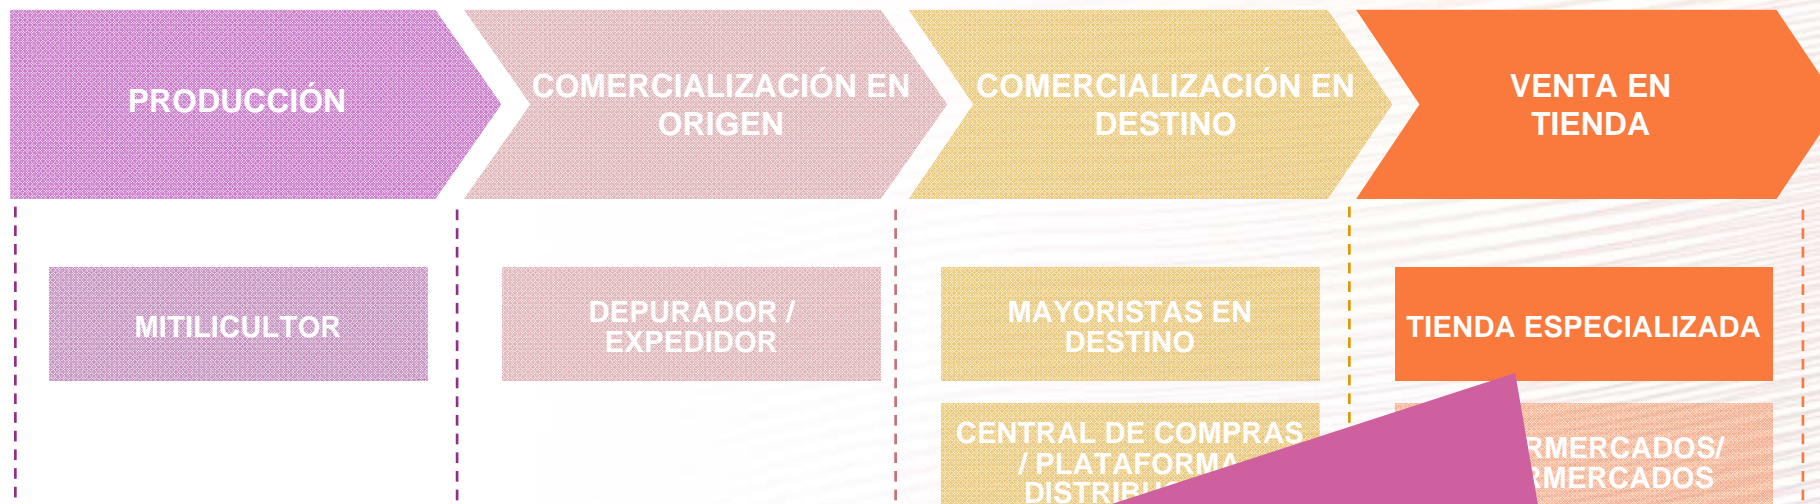 PRODUCCIÓN
COMERCIALIZACIÓN EN
ORIGEN
COMERCIALIZACIÓN EN
DESTINO
VENTA EN
TIENDA
MITILICULTOR
DEPURADOR /
EXPEDIDOR
MAYORISTAS EN
DESTINO
TIENDA ESPECIALIZADA
CENTRAL DE COMPRAS
/ PLATAFORMA